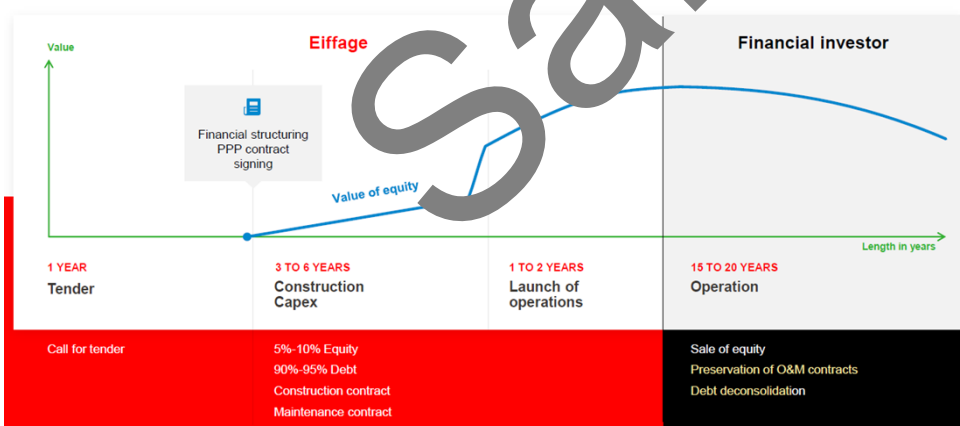 Value
Eiffage
Financial investor
Financial structuring
PPP contract
signing
Value of equity
Length in years
1 YEAR
Tender
3 TO 6 YEARS
Construction
Capex
1 TO 2 YEARS
Launch of
operations
15 TO 20 YEARS
Operation
Call for tender
5%-10% Equity
90%-95% Debt
Construction contract
Maintenance contract
Sale of equity
Preservation of O&M contracts
Debt deconsolidation